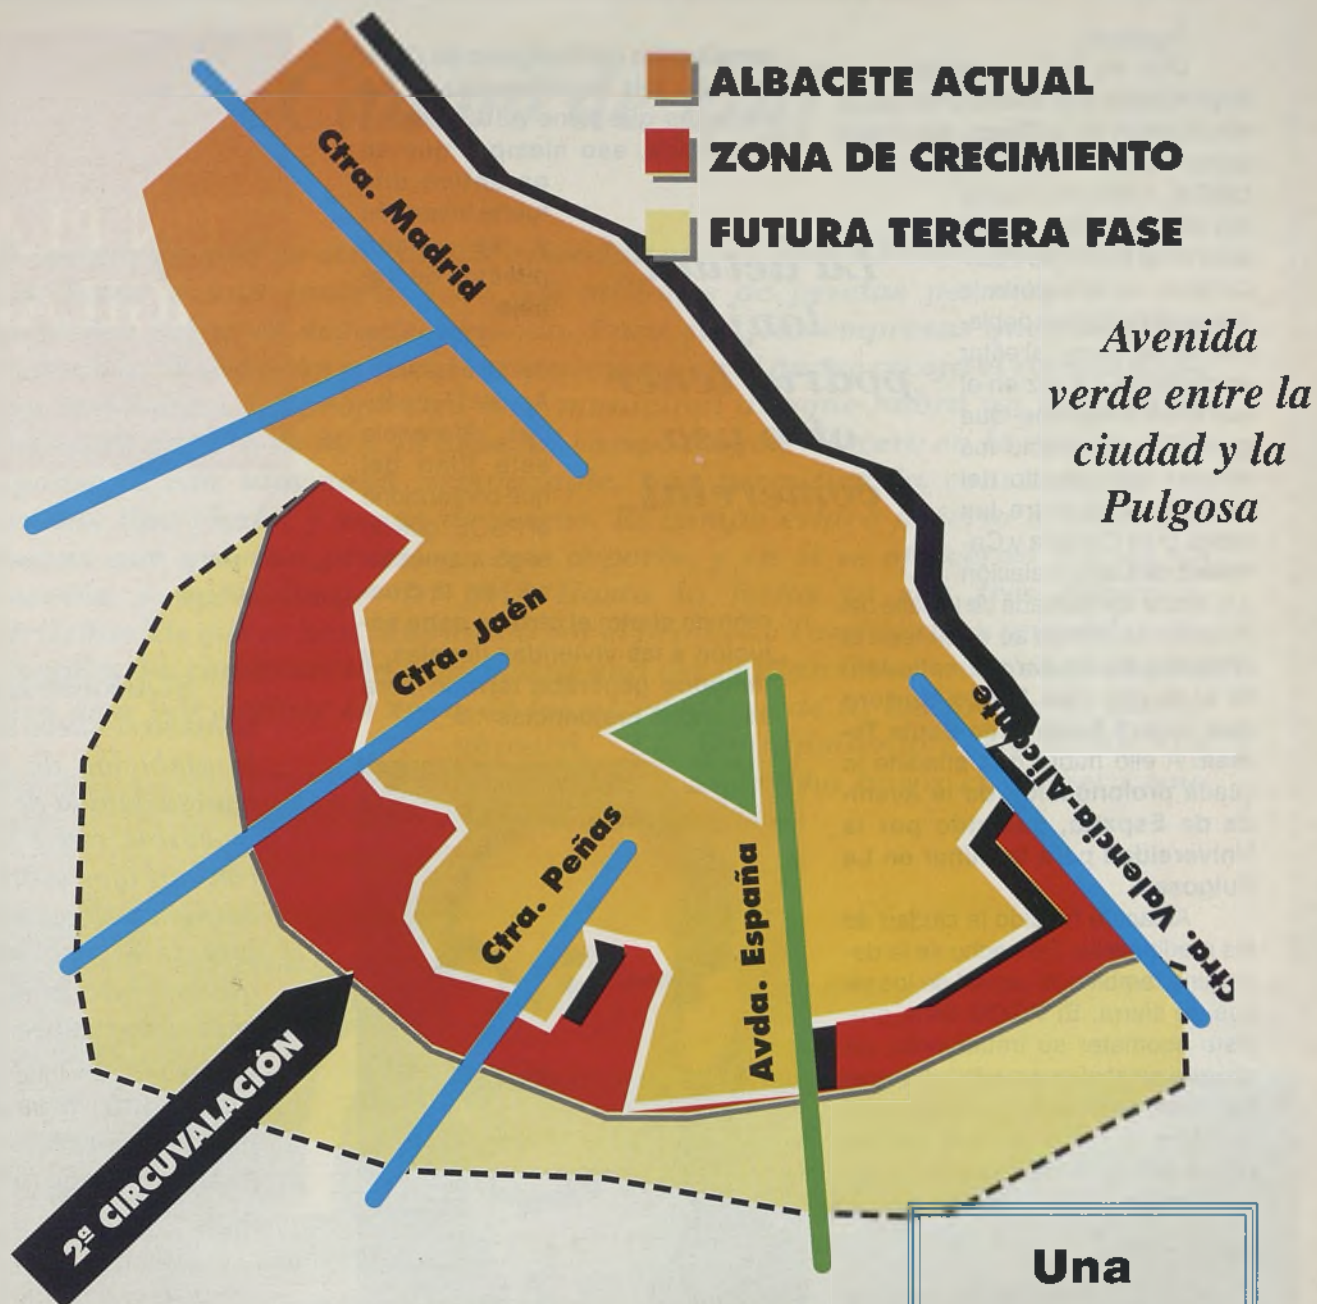 ALBACETE ACTUAL
ZONA DE CRECIMIENTO
FUTURA TERCERA FASE
Ctra. Madrid
Avenida
verde entre la
ciudad y la
Pulgosa
Ctra. Jaén
Ctra. Peñas
Avda. España
Ctra. Valencia-Alicante
2ª CIRCUVALACIÓN
Una